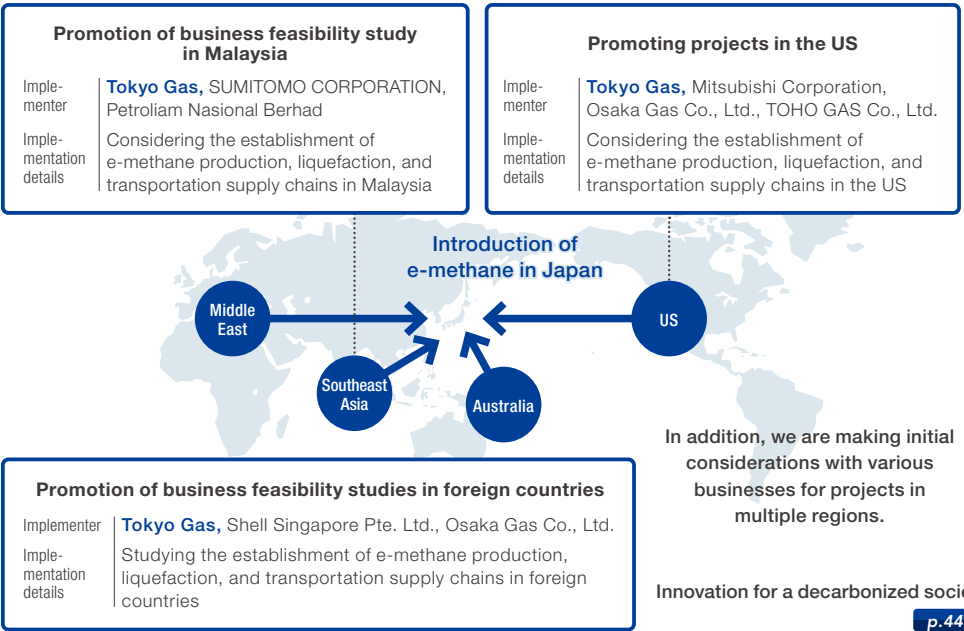 Promotion of business feasibility study
in Malaysia
Imple-
menter
Tokyo Gas, SUMITOMO CORPORATION,
Petroliam Nasional Berhad
Imple-
mentation
details
Considering the establishment of
e-methane production, liquefaction, and
transportation supply chains in Malaysia
Promoting projects in the US
Imple-
menter
Tokyo Gas, Mitsubishi Corporation,
Osaka Gas Co., Ltd., TOHO GAS Co., Ltd.
Imple-
mentation
details
Considering the establishment of
e-methane production, liquefaction, and
transportation supply chains in the US
Introduction of
e-methane in Japan
Middle
East
US
Southeast
Asia
Australia
In addition, we are making initial
considerations with various
businesses for projects in
multiple regions.
Promotion of business feasibility studies in foreign countries
Implementer
Tokyo Gas, Shell Singapore Pte. Ltd., Osaka Gas Co., Ltd.
Imple-
mentation
details
Studying the establishment of e-methane production,
liquefaction, and transportation supply chains in foreign
countries
Innovation for a decarbonized socie
p.44